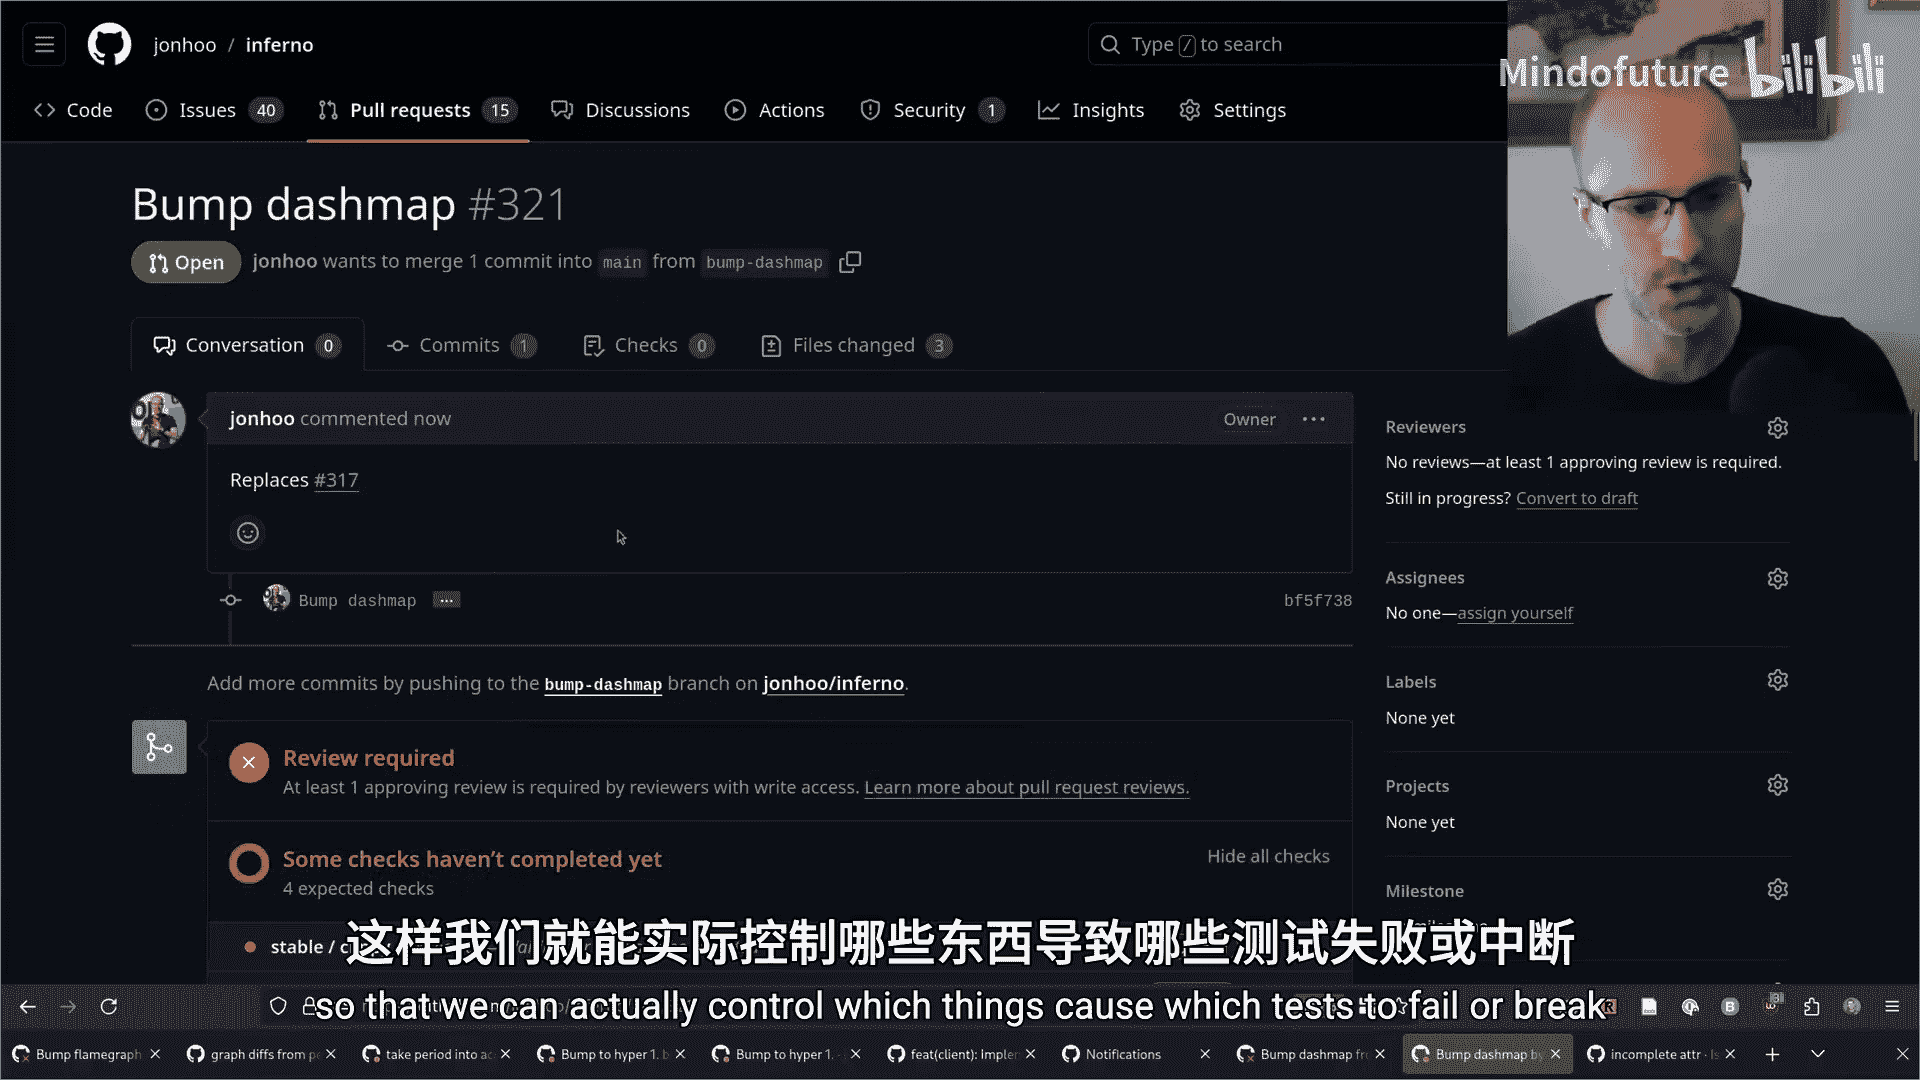 jonhoo / inferno
Type / to search
Mindofuture bilibili
Code
Issues 40
Pull requests 15
Discussions
Actions
Security 1
Insights
Settings
Bump dashmap #321
Open
jonhoo wants to merge 1 commit into main from bump-dashmap
Conversation 0
Commits 1
Checks 0
Files changed 3
jonhoo commented now
Owner
Replaces #317
Bump dashmap
bf5f738
Add more commits by pushing to the bump-dashmap branch on jonhoo/inferno.
Review required
At least 1 approving review is required by reviewers with write access. Learn more about pull request reviews.
Some checks haven’t completed yet
4 expected checks
Hide all checks
stable /
Reviewers
No reviews—at least 1 approving review is required.
Still in progress? Convert to draft
Assignees
No one—assign yourself
Labels
None yet
Projects
None yet
Milestone
这样我们就能实际控制哪些东西导致哪些测试失败或中断
so that we can actually control which things cause which tests to fail or break
Bump flamegraph
graph diffs from pe
take period into ac
Bump to hyper 1. b
Bump to hyper 1. ·
feat(client): Implen
Notifications
Bump dashmap fr
Bump dashmap by
incomplete attr · Is